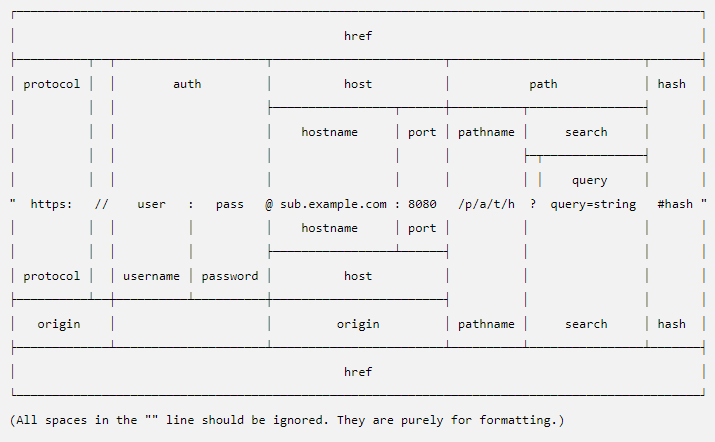 href
protocol auth host path hash
hostname port pathname search
query
" https: // user : pass @ sub.example.com : 8080 /p/a/t/h ? query=string #hash "
hostname port
protocol username password host
origin origin pathname search hash
href
(All spaces in the "" line should be ignored. They are purely for formatting.)